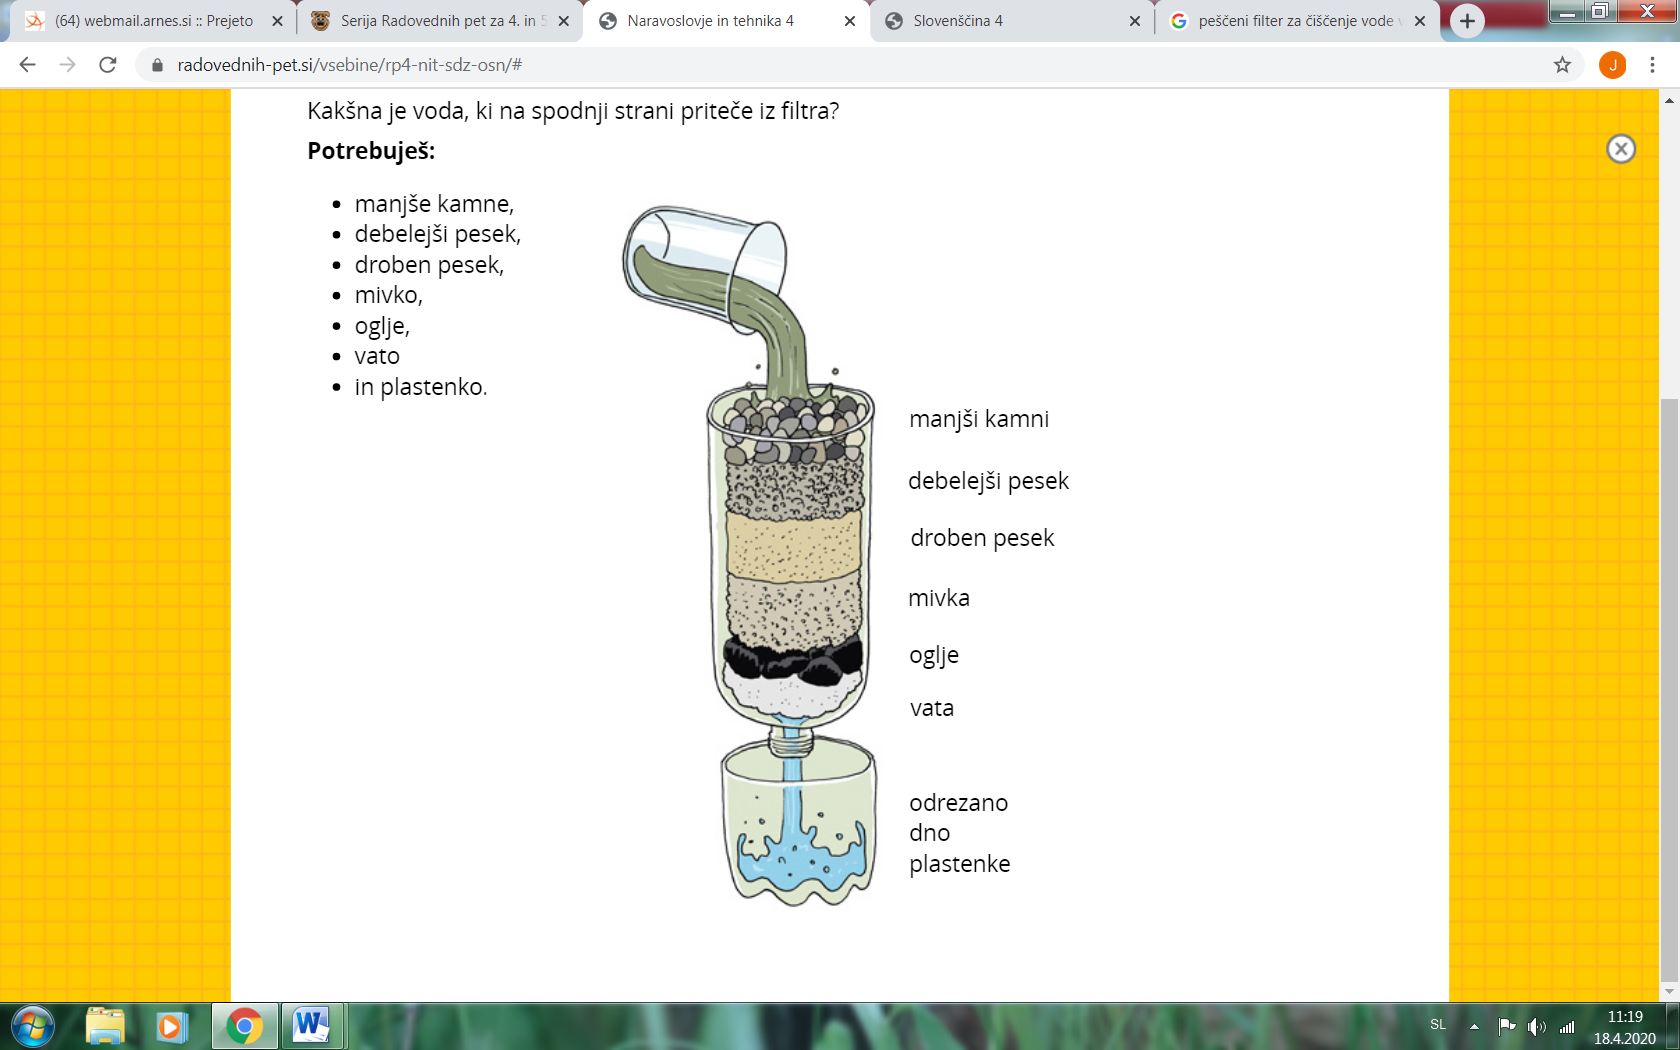 (64) webmail.arnes.si :: Prejeto
Serija Radovednih pet za 4. in 5
Naravoslovje in tehnika 4
Slovenščina 4
peščeni filter za čiščenje vode v
radovednih-pet.si/vsebine/rp4-nit-sdz-osn/#
J
Kakšna je voda, ki na spodnji strani priteče iz filtra?
Potrebuješ:
• manjše kamne,
• debelejši pesek,
• droben pesek,
• mivko,
• oglje,
• vato
• in plastenko.
manjši kamni
debelejši pesek
droben pesek
mivka
oglje
vata
odrezano
dno
plastenke
SL
11:19
18.4.2020